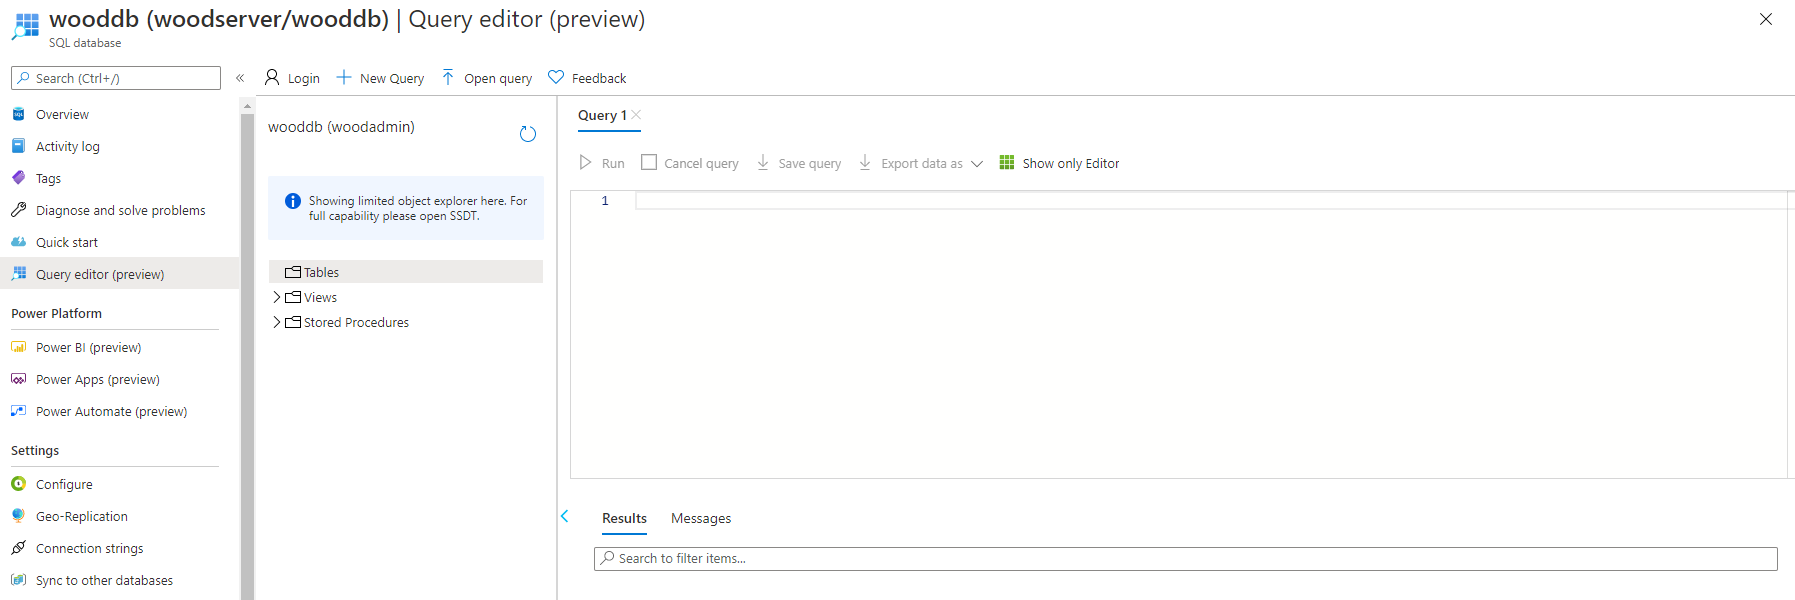 wooddb (woodserver/wooddb) | Query editor (preview)
SQL database
Search (Ctrl+/)
«
Login
New Query
Open query
Feedback
Overview
Activity log
Tags
Diagnose and solve problems
Quick start
Query editor (preview)
Power Platform
Power BI (preview)
Power Apps (preview)
Power Automate (preview)
Settings
Configure
Geo-Replication
Connection strings
Sync to other databases
wooddb (woodadmin)
Showing limited object explorer here. For
full capability please open SSDT.
Tables
Views
Stored Procedures
Query 1
Run
Cancel query
Save query
Export data as
Show only Editor
1
Results
Messages
Search to filter items...